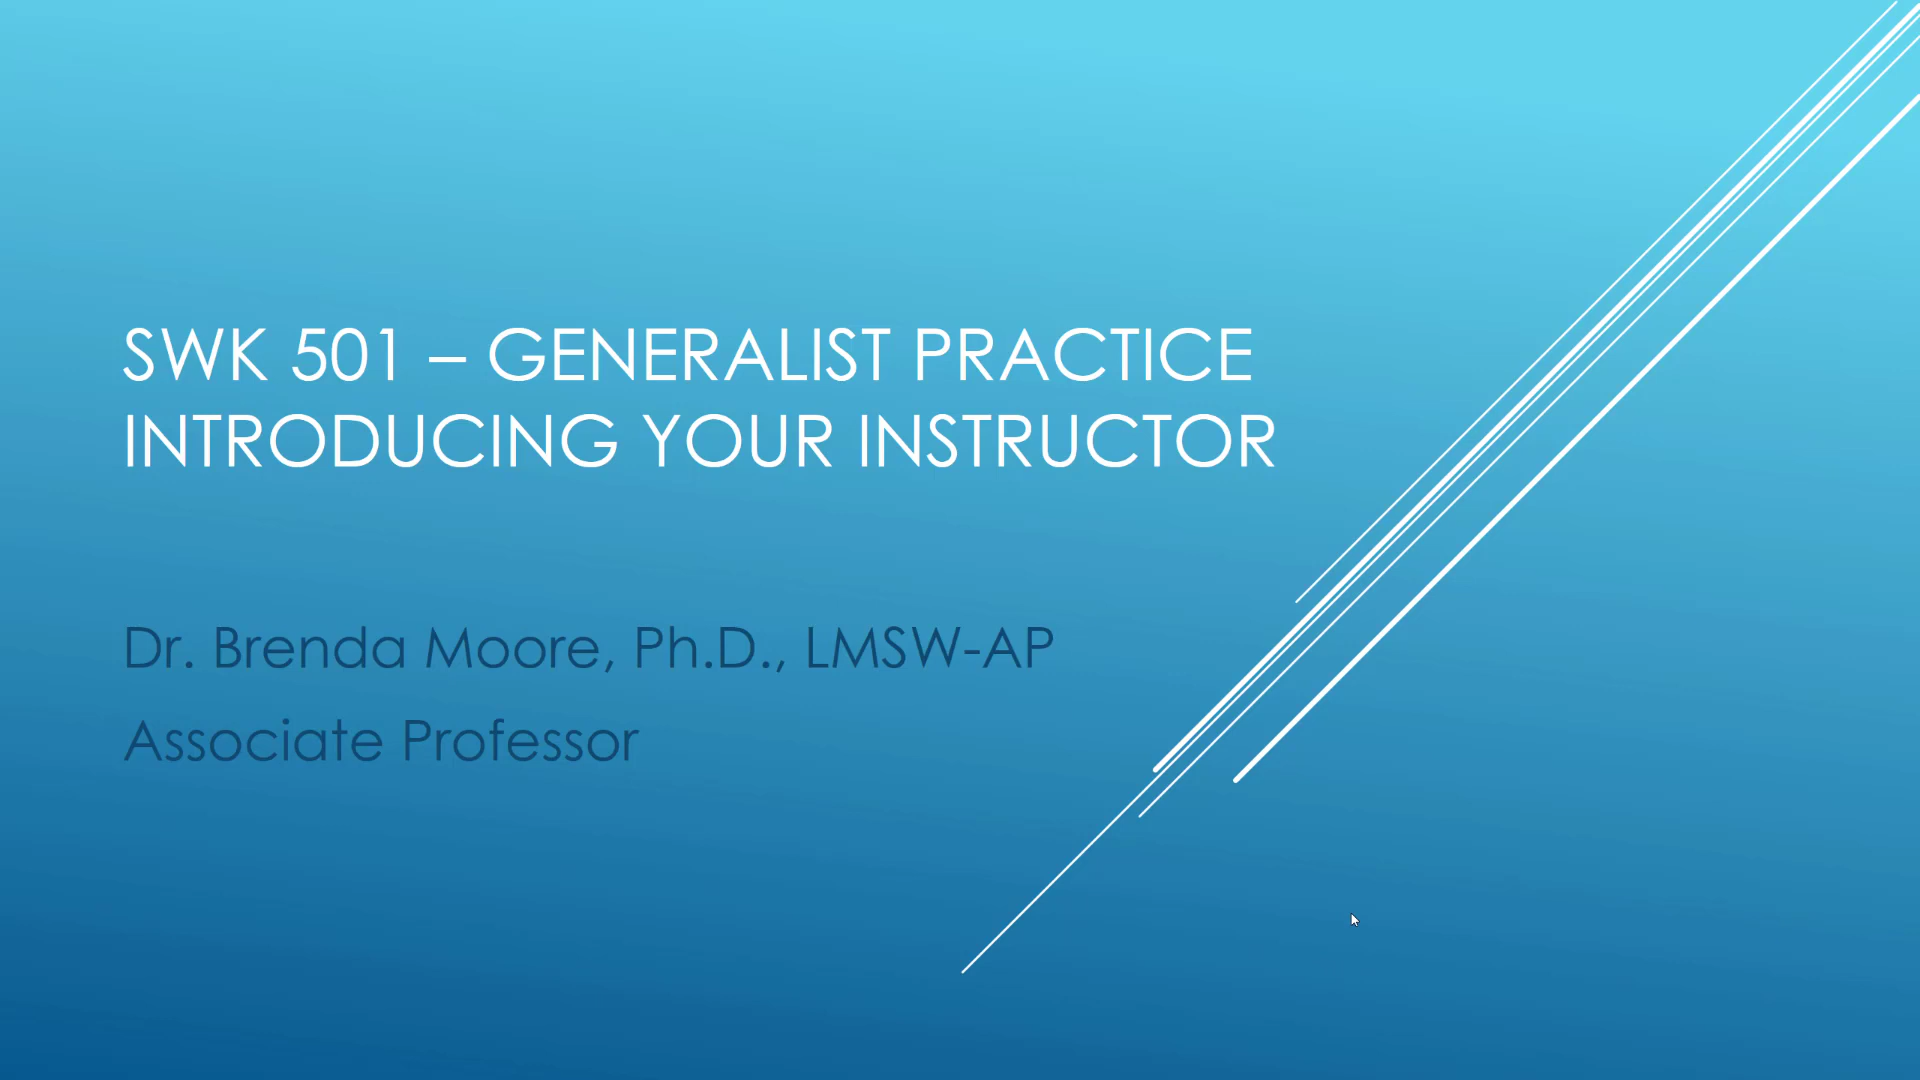 SWK 501 – GENERALIST PRACTICE
INTRODUCING YOUR INSTRUCTOR
Dr. Brenda Moore, Ph.D., LMSW-AP
Associate Professor